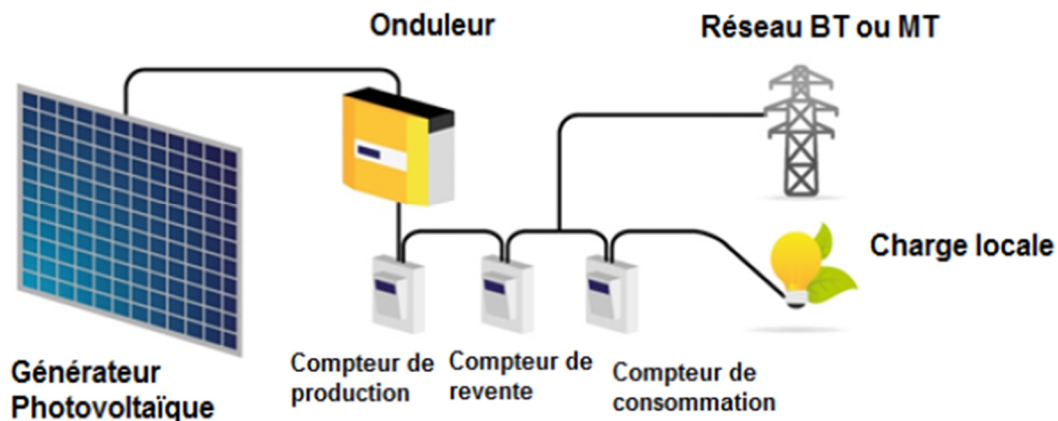 Onduleur
Réseau BT ou MT
Charge locale
Générateur
Photovoltaïque
Compteur de
production
Compteur de
revente
Compteur de
consommation